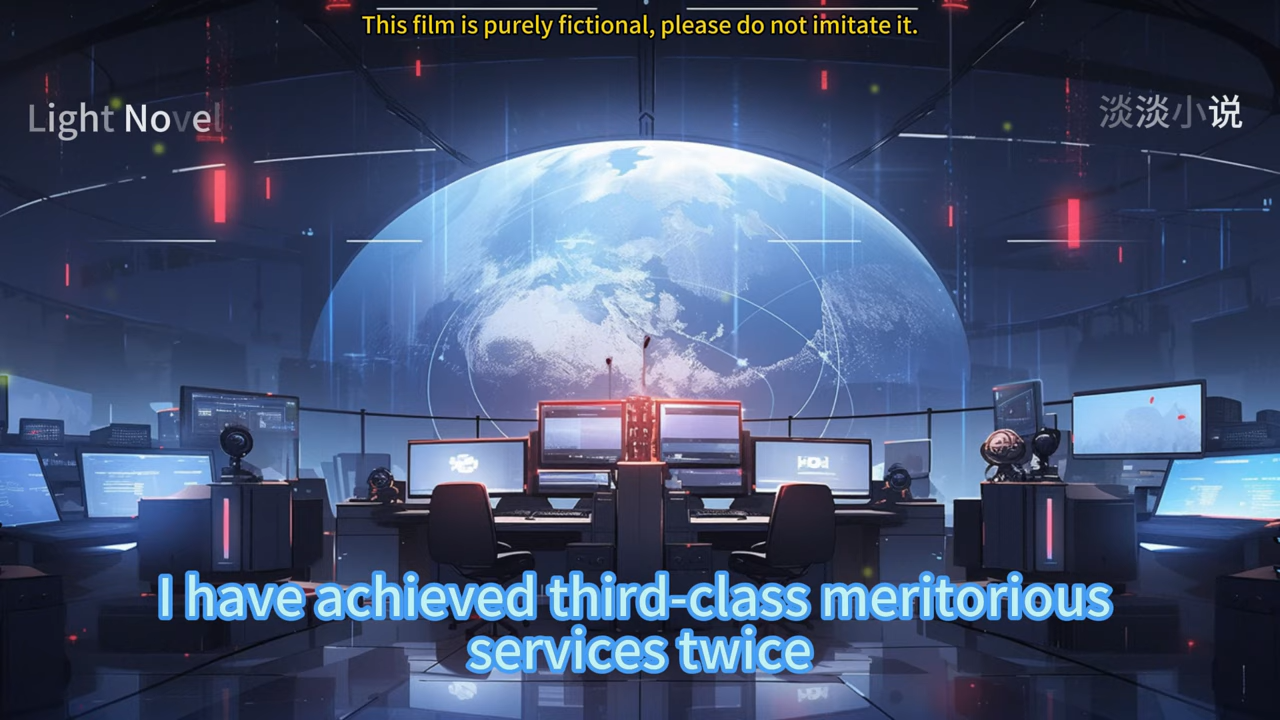 This film is purely fictional, please do not imitate it.
Light Novel
淡淡小说
I have achieved third-class meritorious
services twice